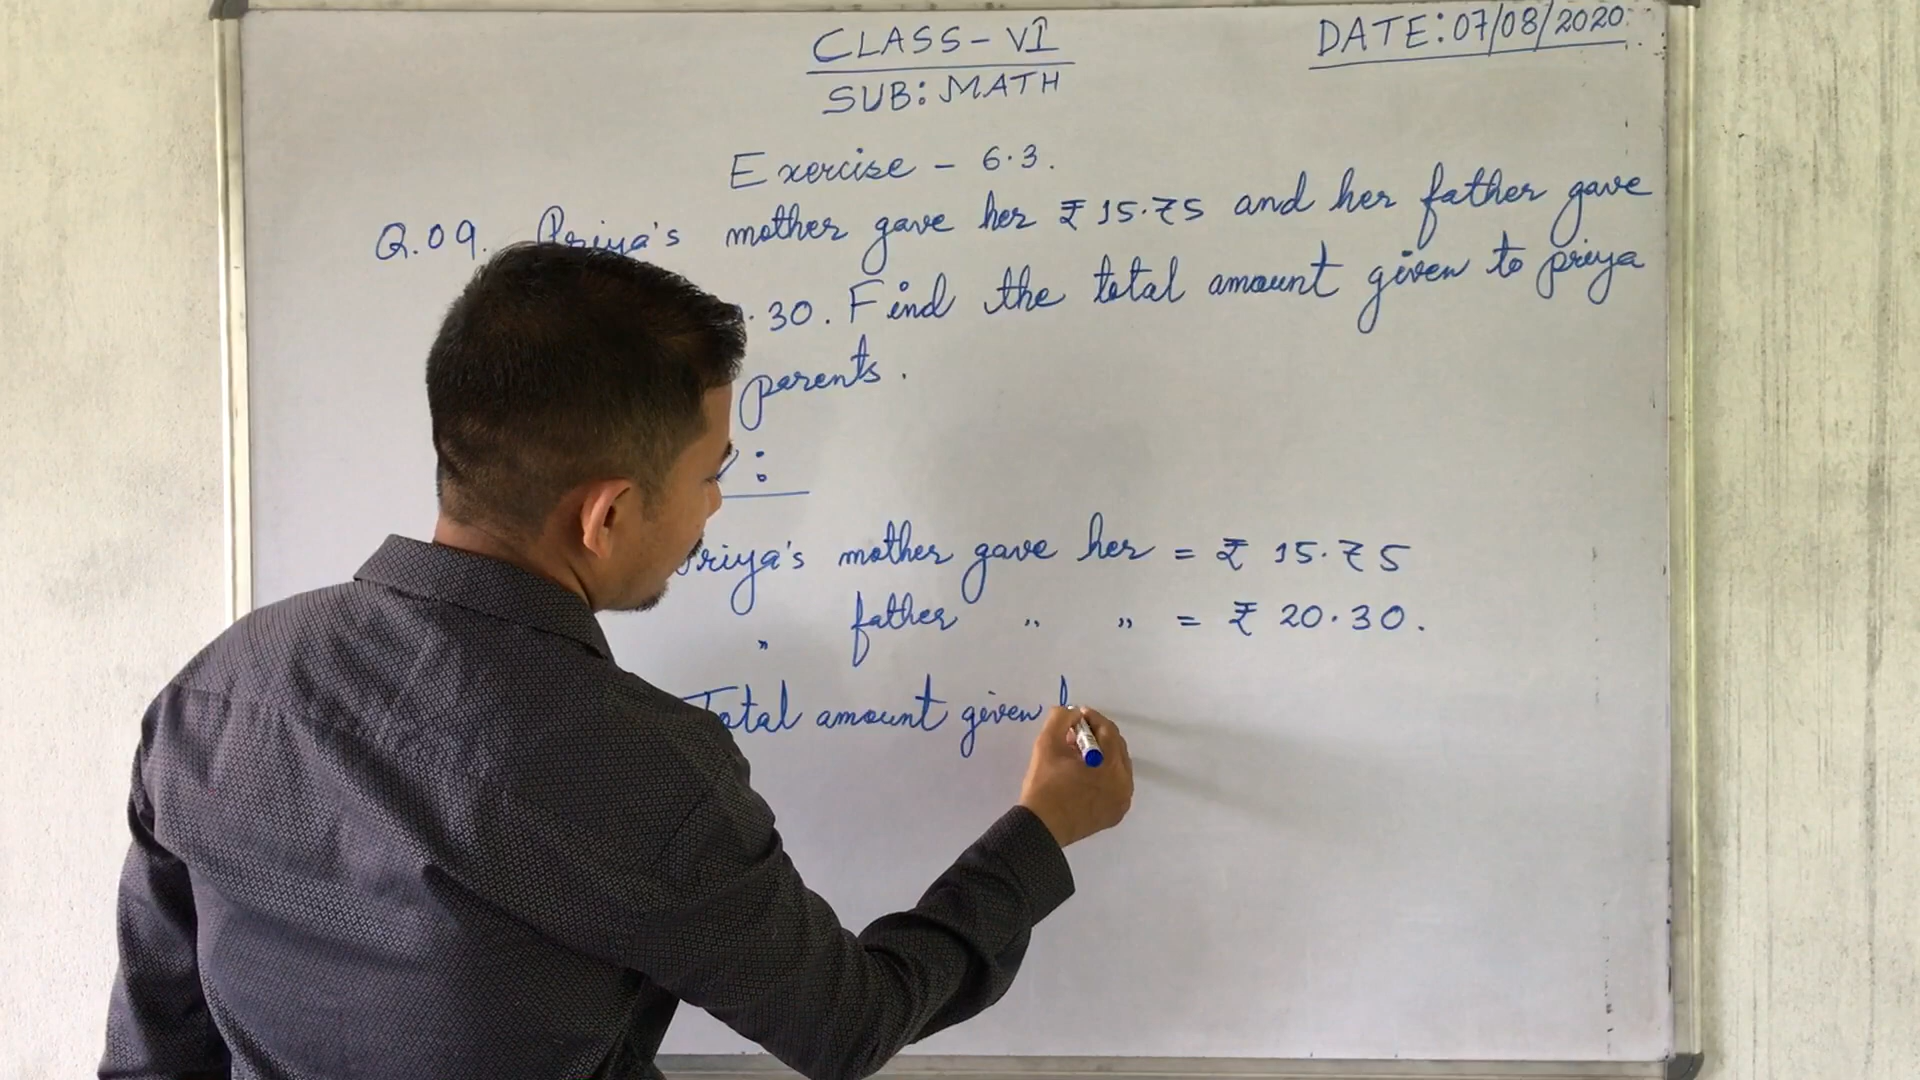 CLASS-VI
DATE:07/08/2020
SUB: MATH
Exercise - 6.3.
Q.09. Priya's mother gave her ₹ 15.75 and her father gave
.30. Find the total amount given to priya
parents.
:
Priya's mother gave her = ₹ 15.75
" father " " = ₹ 20.30.
Total amount given